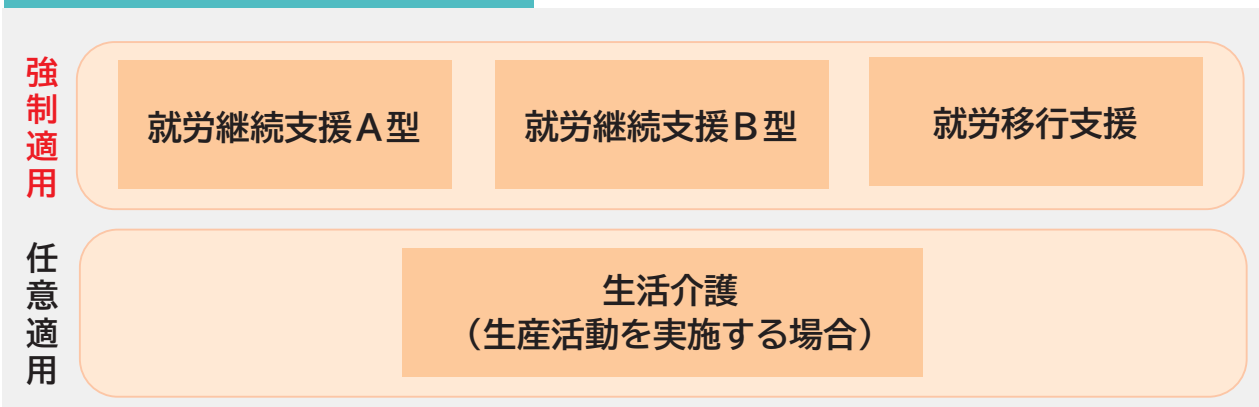 強制適用
就労継続支援Ａ型
就労継続支援Ｂ型
就労移行支援
任意適用
生活介護
（生産活動を実施する場合）